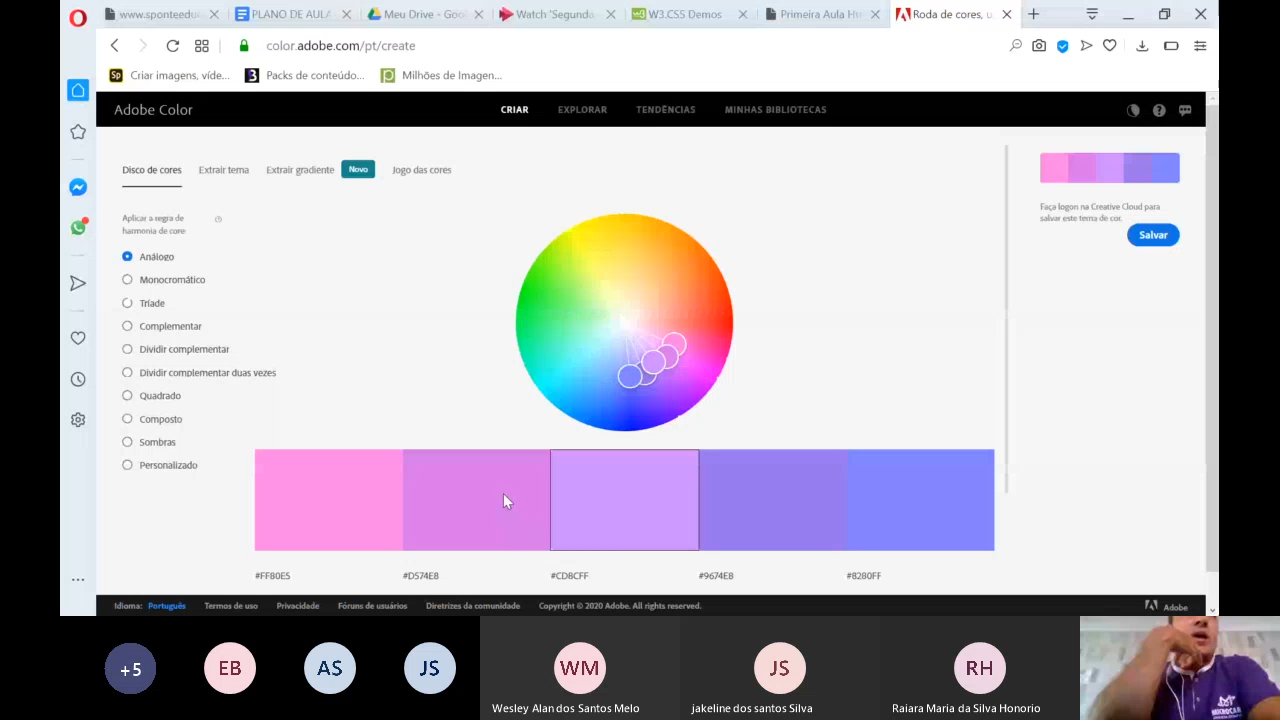 www.sponteedu
PLANO DE AULA
Meu Drive - Goo
Watch 'Segundo
W3.CSS Demos
Primeira Aula Htm
Roda de cores, u
color.adobe.com/pt/create
Sp Criar imagens, víde...
Packs de conteúdo...
Milhões de Imagen...
Adobe Color
CRIAR
EXPLORAR
TENDÊNCIAS
MINHAS BIBLIOTECAS
Disco de cores
Extrair tema
Extrair gradiente
Novo
Jogo das cores
Aplicar a regra de
harmonia de core
Análogo
Monocromático
Tríade
Complementar
Dividir complementar
Dividir complementar duas vezes
Quadrado
Composto
Sombras
Personalizado
Faça logon na Creative Cloud para
salvar este tema de cor.
Salvar
#FF80E5
#D574E8
#CD8CFF
#9674E8
#8280FF
Idioma: Português
Termos de uso
Privacidade
Fóruns de usuários
Diretrizes da comunidade
Copyright © 2020 Adobe. All rights reserved.
Adobe
+5
EB
AS
JS
WM
JS
RH
Wesley Alan dos Santos Melo
jakeline dos santos Silva
Raiara Maria da Silva Honorio